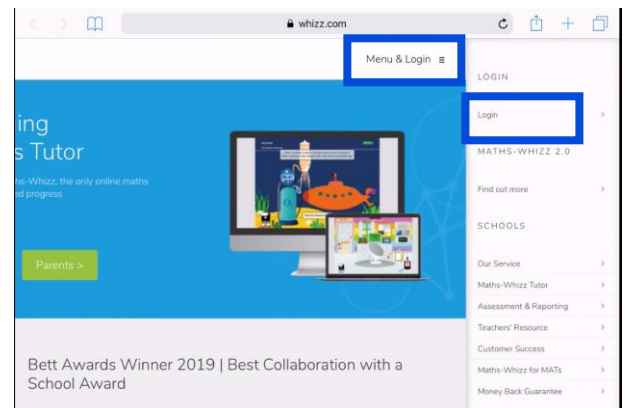 whizz.com
Menu & Login
ing
s Tutor
hs-Whizz, the only online maths
ed progress
Parents >
Bett Awards Winner 2019 | Best Collaboration with a
School Award
LOGIN
Login
MATHS-WHIZZ 2.0
Find out more
SCHOOLS
Our Service
Maths-Whizz Tutor
Assessment & Reporting
Teachers' Resource
Customer Success
Maths-Whizz for MATs
Money Back Guarantee